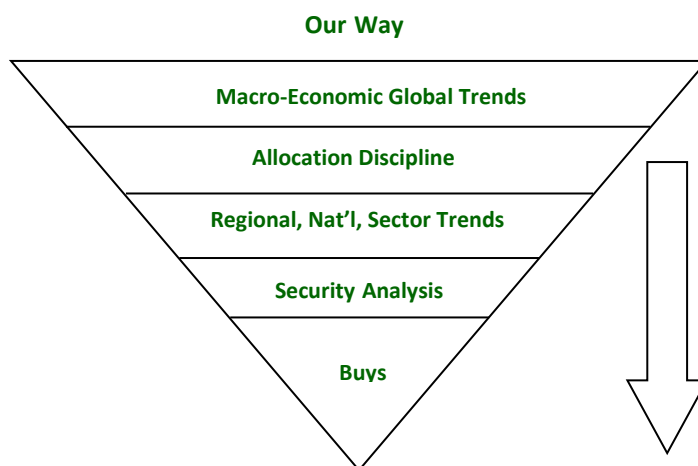 Our Way
Macro-Economic Global Trends
Allocation Discipline
Regional, Nat’l, Sector Trends
Security Analysis
Buys